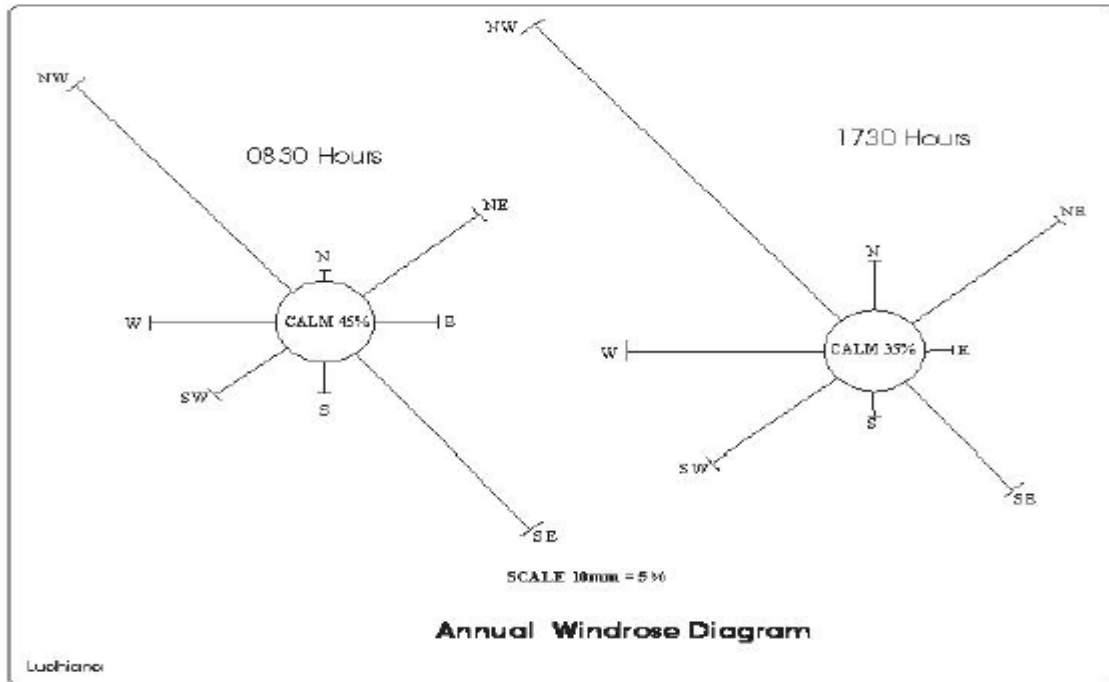 NW
NW
0830 Hours
1730 Hours
NE
NE
N
N
W
CALM 45%
E
W
CALM 35%
E
SW
S
SW
S
SE
SE
SCALE 10mm = 5%
Annual Windrose Diagram
Ludhiana